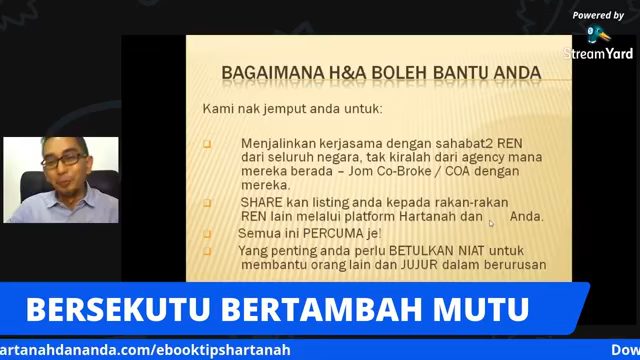 Powered by
StreamYard
BAGAIMANA H&A BOLEH BANTU ANDA
Kami nak jemput anda untuk:
Menjalinkan kerjasama dengan sahabat2 REN
dari seluruh negara, tak kiralah dari agency mana
mereka berada – Jom Co-Broke / COA dengan
mereka.
SHARE kan listing anda kepada rakan-rakan
REN lain melalui platform Hartanah dan Anda.
Semua ini PERCUMA je!
Yang penting anda perlu BETULKAN NIAT untuk
membantu orang lain dan JUJUR dalam berurusan
BERSEKUTU BERTAMBAH MUTU
artanahdananda.com/ebooktipshartanah
Dow